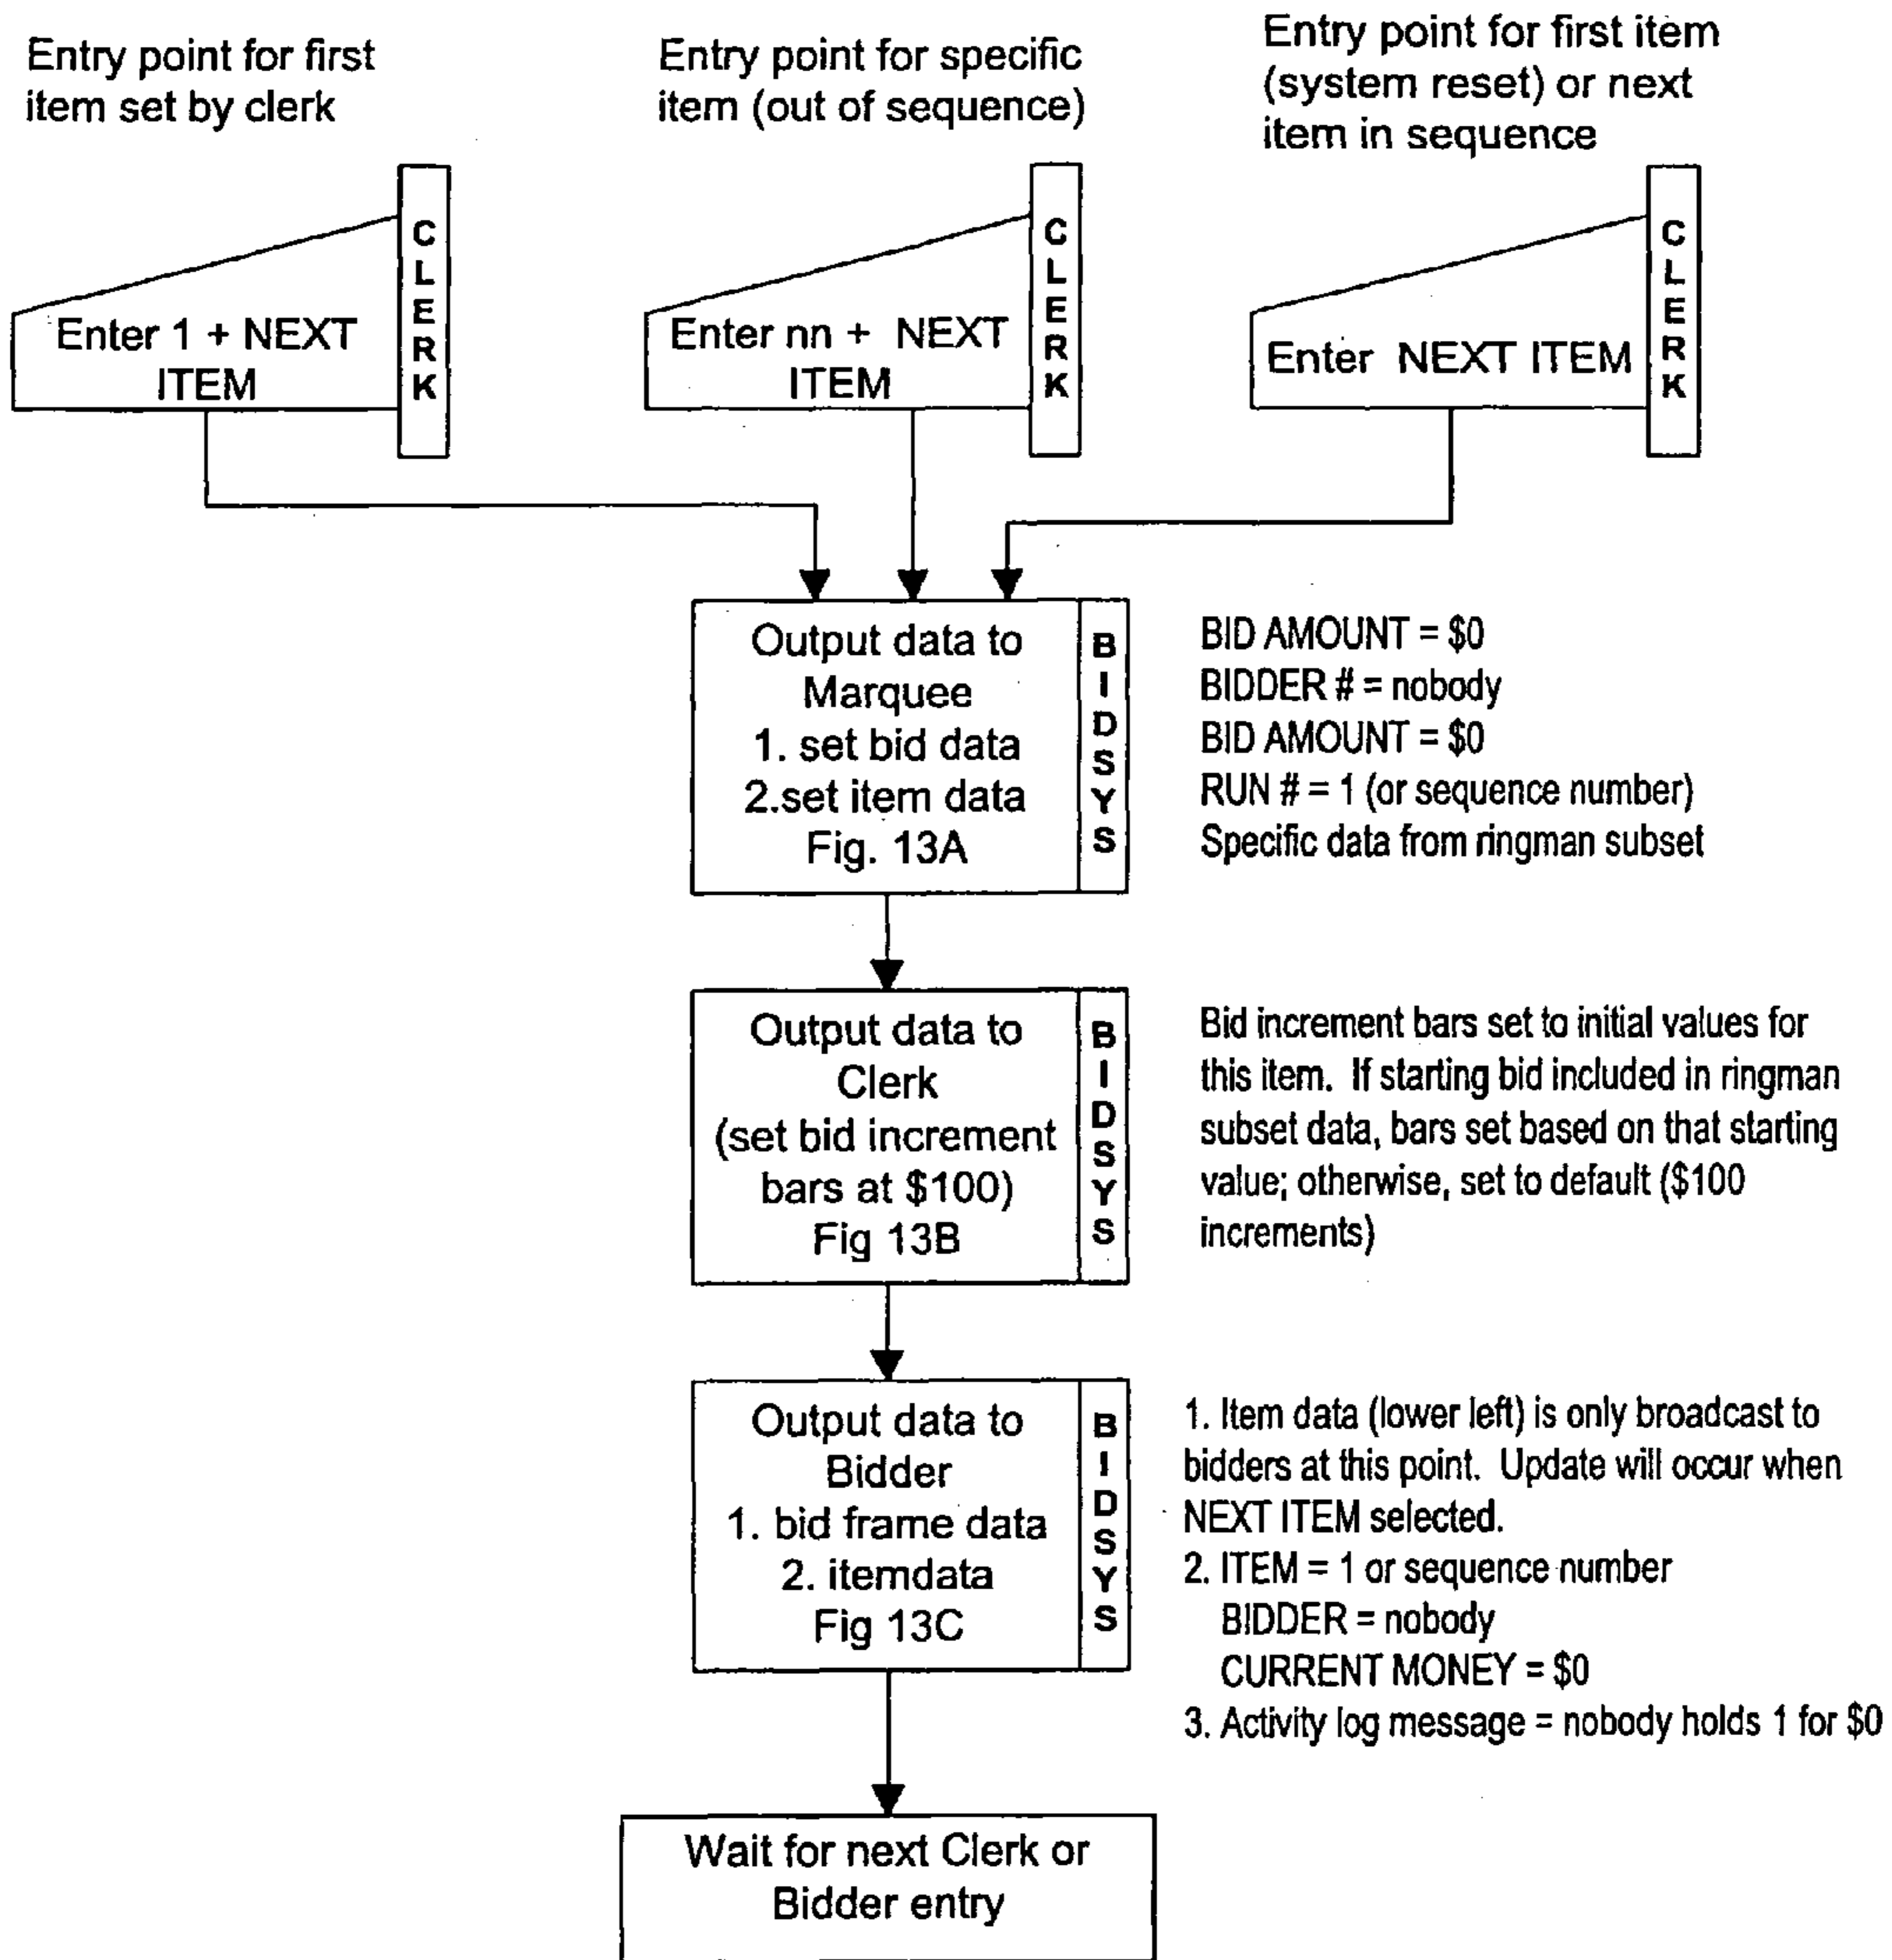 Entry point for first
item set by clerk
Entry point for specific
item (out of sequence)
Entry point for first item
(system reset) or next
item in sequence
Enter 1 + NEXT
ITEM
CLERK
Enter nn + NEXT
ITEM
CLERK
Enter NEXT ITEM
CLERK
Output data to
Marquee
1. set bid data
2.set item data
Fig. 13A
BIDSYS
BID AMOUNT = $0
BIDDER # = nobody
BID AMOUNT = $0
RUN # = 1 (or sequence number)
Specific data from ringman subset
Output data to
Clerk
(set bid increment
bars at $100)
Fig 13B
BIDSYS
Bid increment bars set to initial values for
this item. If starting bid included in ringman
subset data, bars set based on that starting
value; otherwise, set to default ($100
increments)
Output data to
Bidder
1. bid frame data
2. itemdata
Fig 13C
BIDSYS
1. Item data (lower left) is only broadcast to
bidders at this point. Update will occur when
NEXT ITEM selected.
2. ITEM = 1 or sequence number
BIDDER = nobody
CURRENT MONEY = $0
3. Activity log message = nobody holds 1 for $0
Wait for next Clerk or
Bidder entry